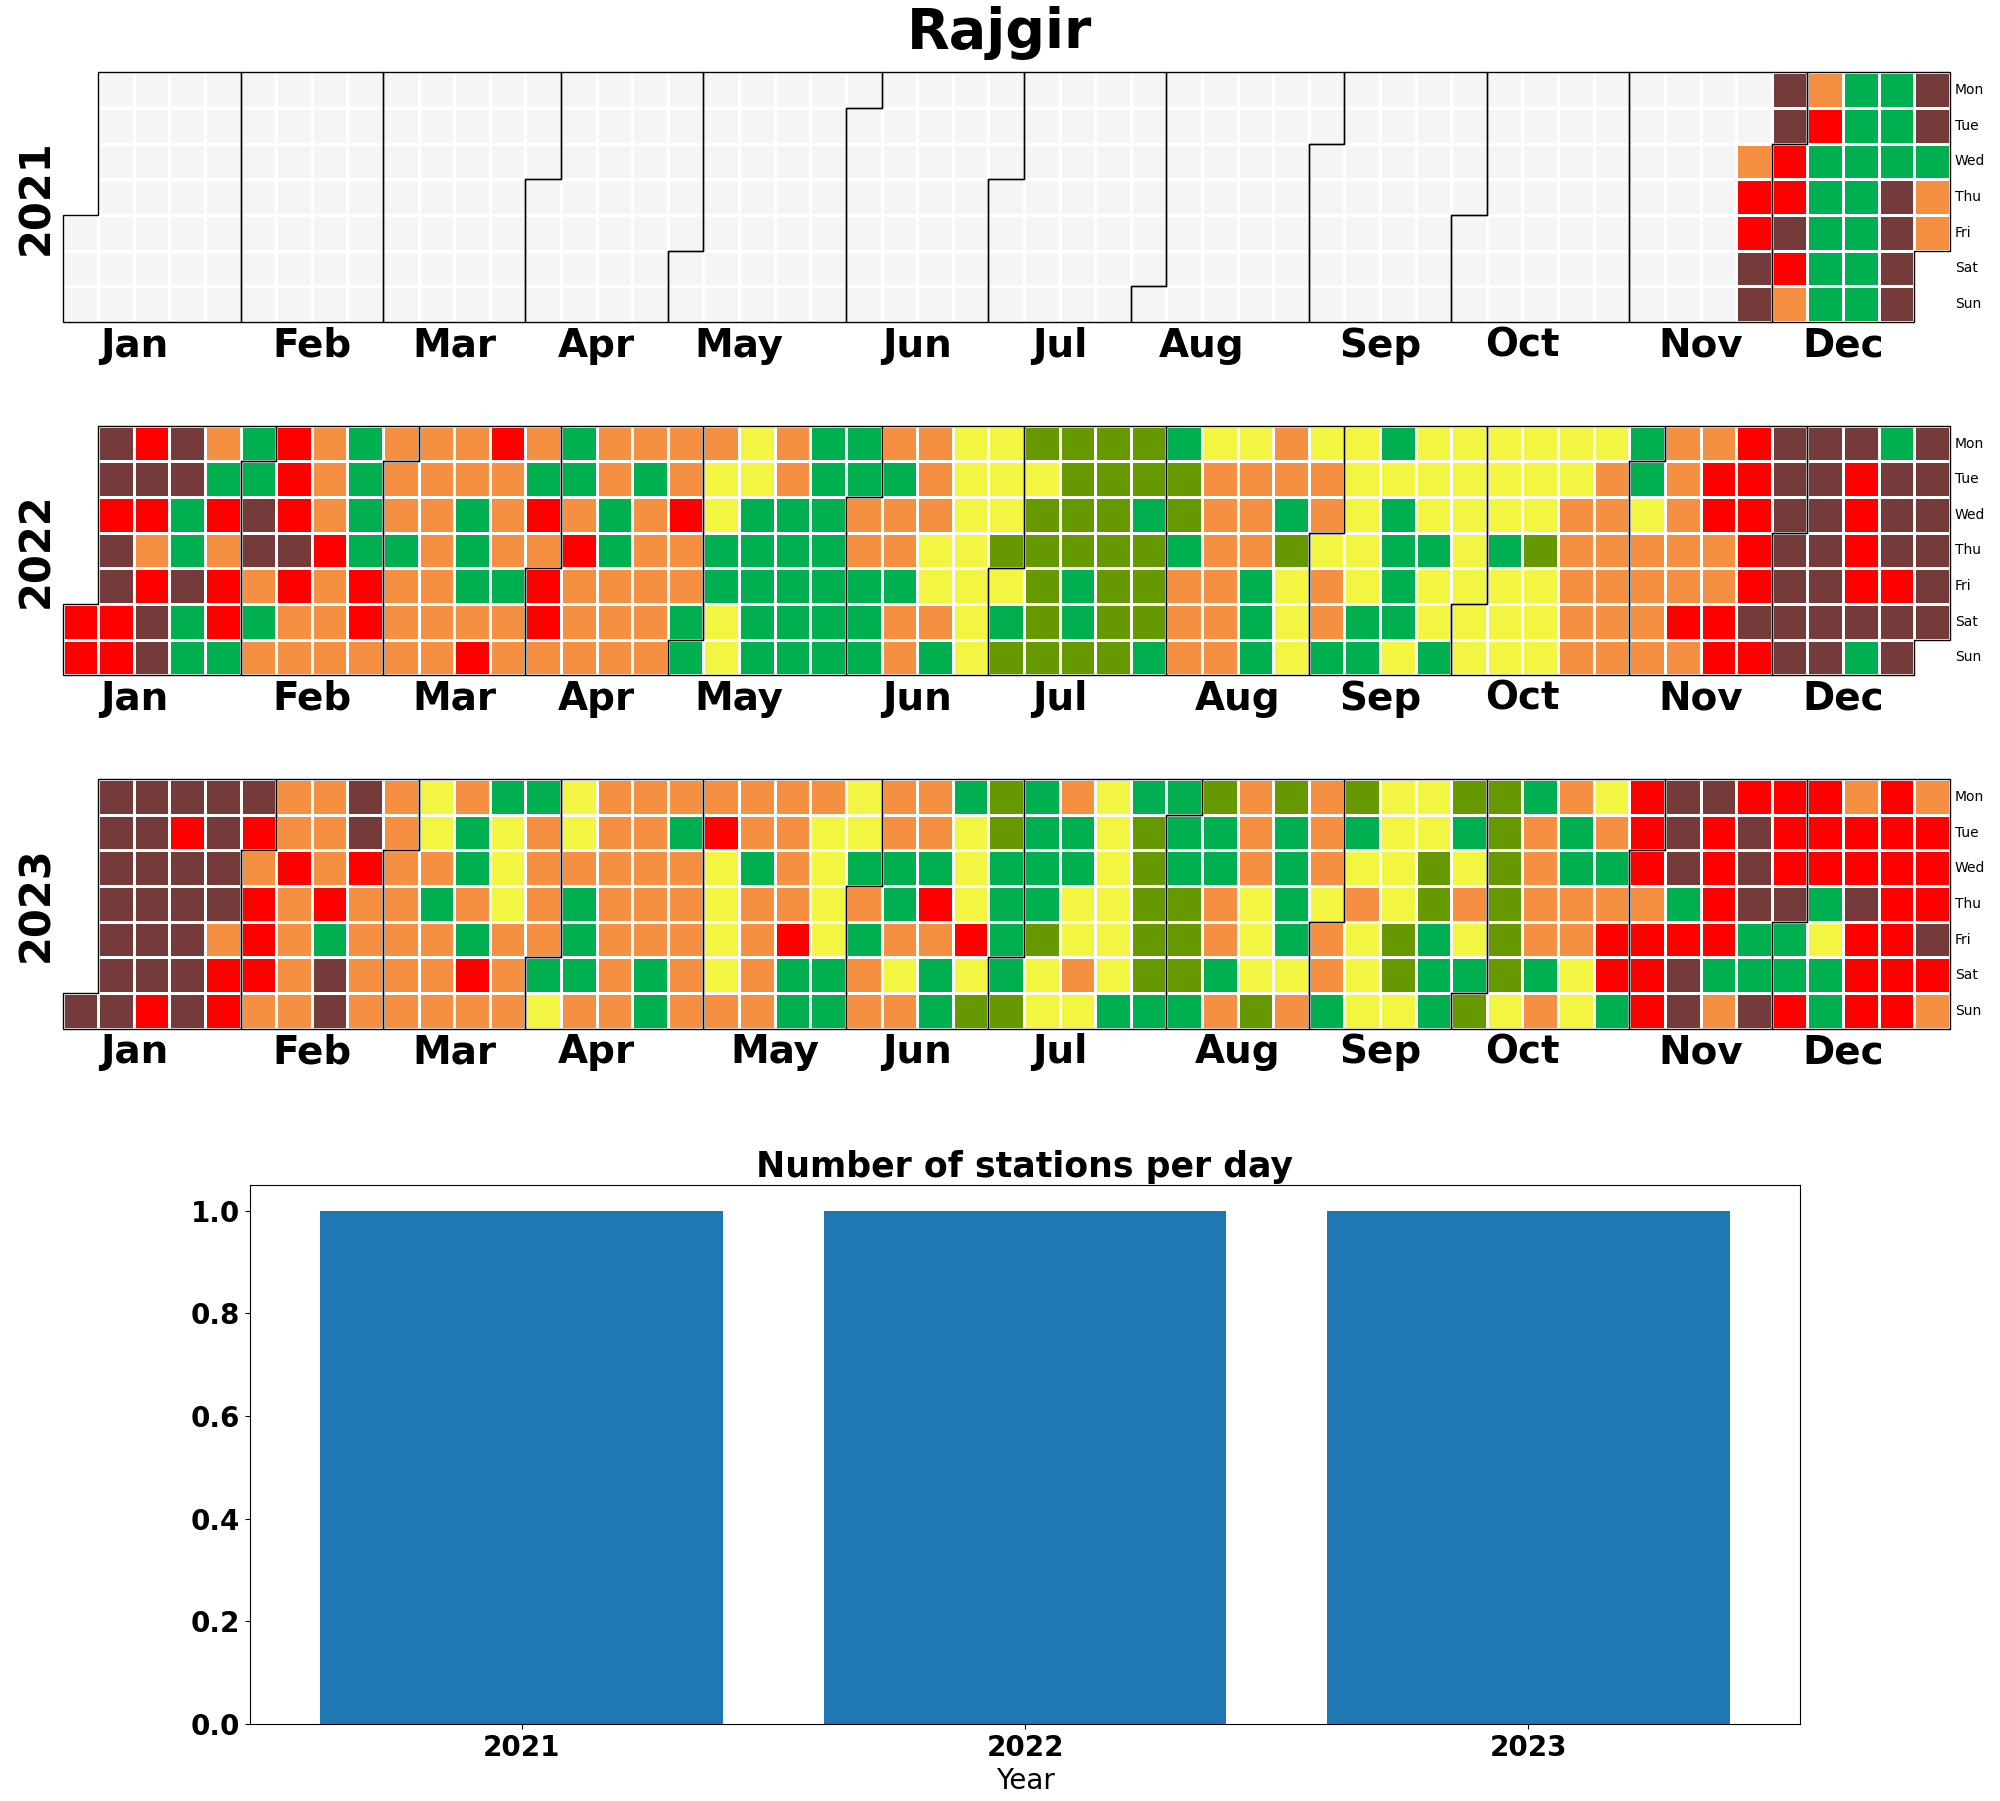 Rajgir
2021
Mon
Tue
Wed
Thu
Fri
Sat
Sun
Jan Feb Mar Apr May Jun Jul Aug Sep Oct Nov Dec
2022
Mon
Tue
Wed
Thu
Fri
Sat
Sun
Jan Feb Mar Apr May Jun Jul Aug Sep Oct Nov Dec
2023
Mon
Tue
Wed
Thu
Fri
Sat
Sun
Jan Feb Mar Apr May Jun Jul Aug Sep Oct Nov Dec
Number of stations per day
1.0
0.8
0.6
0.4
0.2
0.0
2021 2022 2023
Year